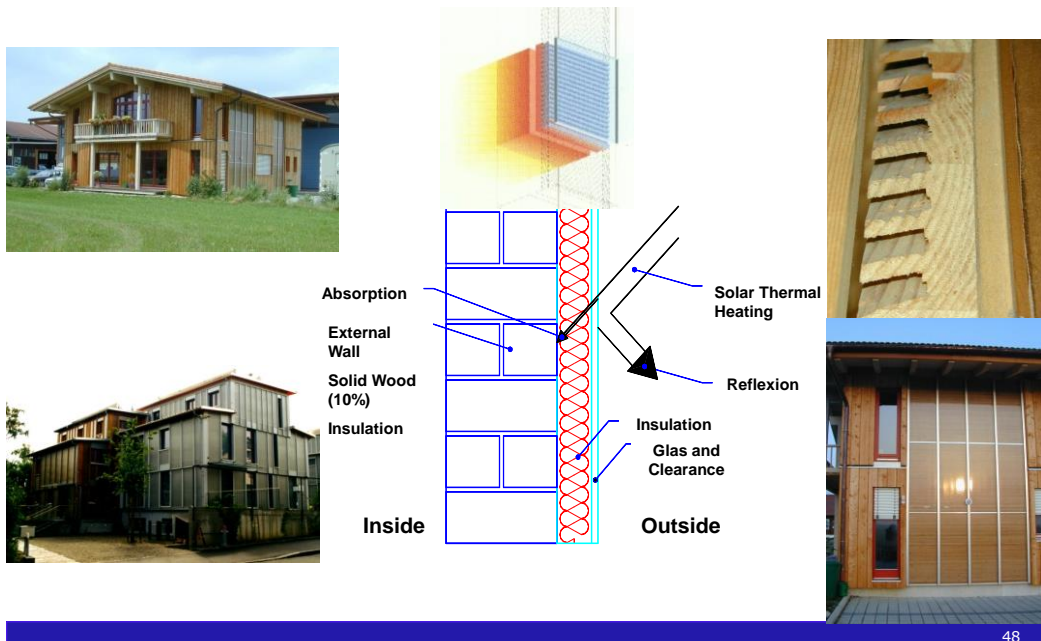 Absorption
External
Wall
Solid Wood
(10%)
Insulation
Solar Thermal
Heating
Reflexion
Insulation
Glas and
Clearance
Inside
Outside
48